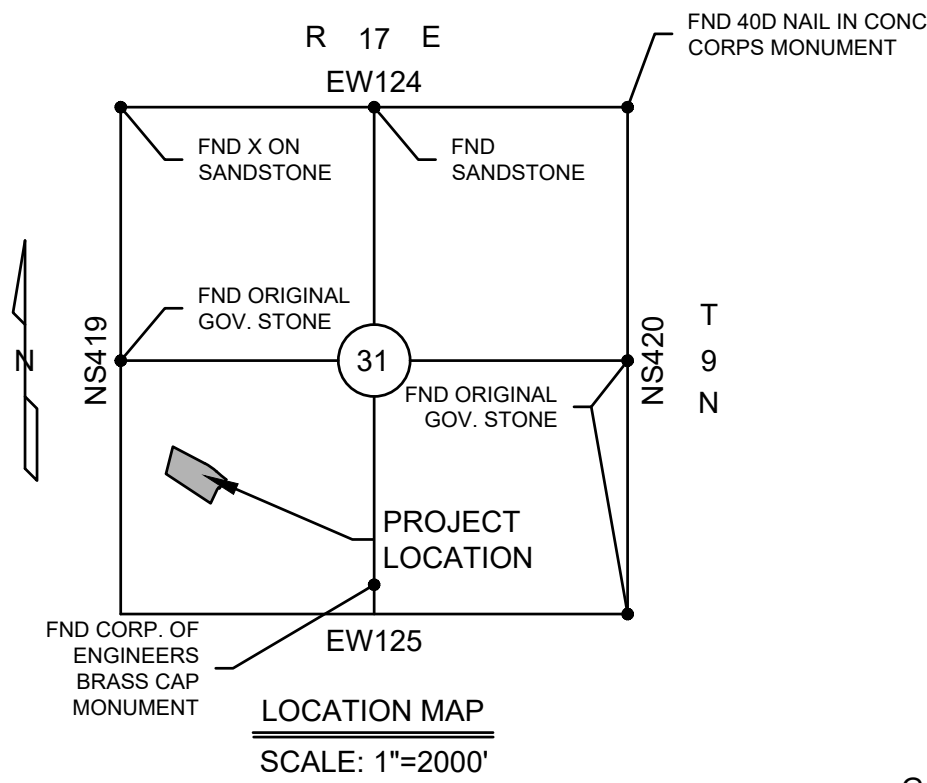 FND 40D NAIL IN CONC
CORPS MONUMENT
R 17 E
EW124
FND X ON
SANDSTONE
FND
SANDSTONE
FND ORIGINAL
GOV. STONE
NS419
N
31
NS420
T
9
N
FND ORIGINAL
GOV. STONE
PROJECT
LOCATION
FND CORP. OF
ENGINEERS
BRASS CAP
MONUMENT
EW125
LOCATION MAP
SCALE: 1"=2000'